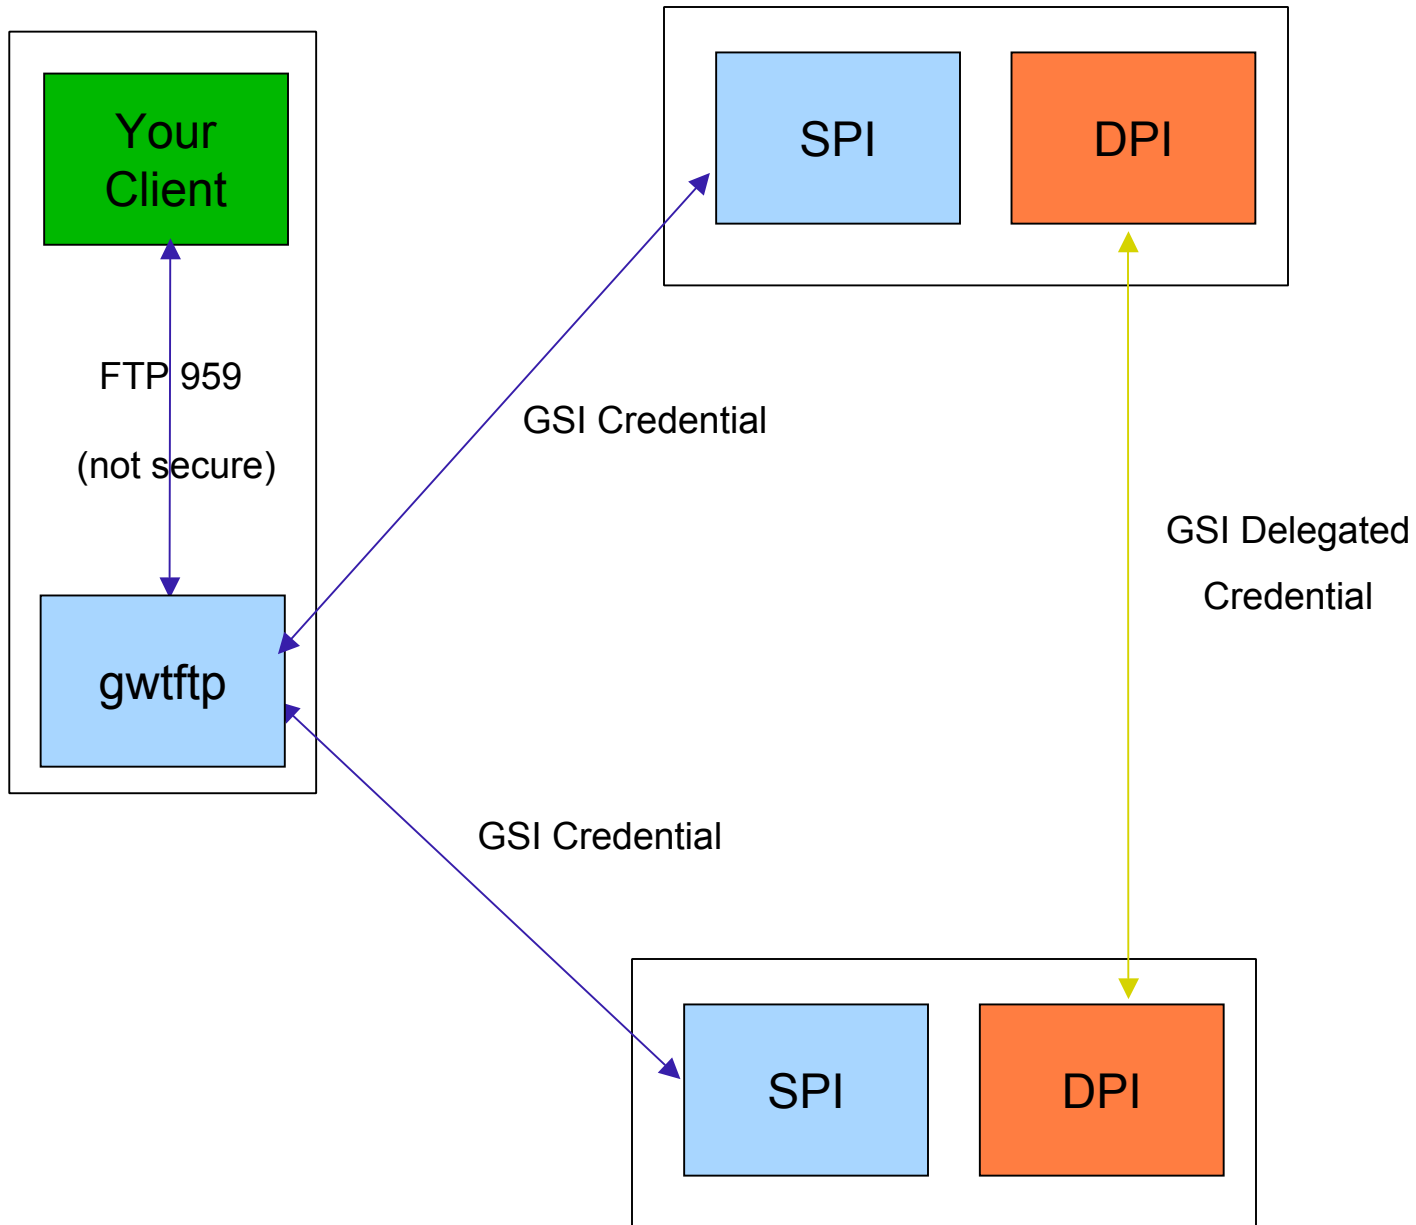 Your
Client
SPI
DPI
FTP 959
(not secure)
GSI Credential
GSI Delegated
Credential
gwtftp
GSI Credential
SPI
DPI